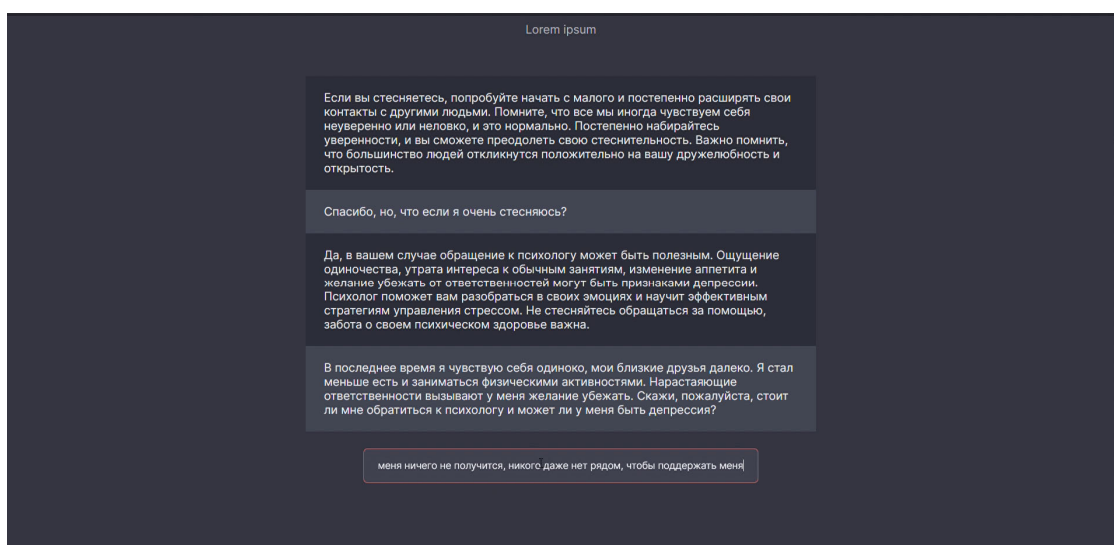 Lorem ipsum
Если вы стесняетесь, попробуйте начать с малого и постепенно расширять свои
контакты с другими людьми. Помните, что все мы иногда чувствуем себя
неуверенно или неловко, и это нормально. Постепенно набирайтесь
уверенности, и вы сможете преодолеть свою стеснительность. Важно помнить,
что большинство людей откликнутся положительно на вашу дружелюбность и
открытость.
Спасибо, но, что если я очень стесняюсь?
Да, в вашем случае обращение к психологу может быть полезным. Ощущение
одиночества, утрата интереса к обычным занятиям, изменение аппетита и
желание убежать от ответственностей могут быть признаками депрессии.
Психолог поможет вам разобраться в своих эмоциях и научит эффективным
стратегиям управления стрессом. Не стесняйтесь обращаться за помощью,
забота о своем психическом здоровье важна.
В последнее время я чувствую себя одиноко, мои близкие друзья далеко. Я стал
меньше есть и заниматься физическими активностями. Нарастающие
ответственности вызывают у меня желание убежать. Скажи, пожалуйста, стоит
ли мне обратиться к психологу и может ли у меня быть депрессия?
меня ничего не получится, никого даже нет рядом, чтобы поддержать меня